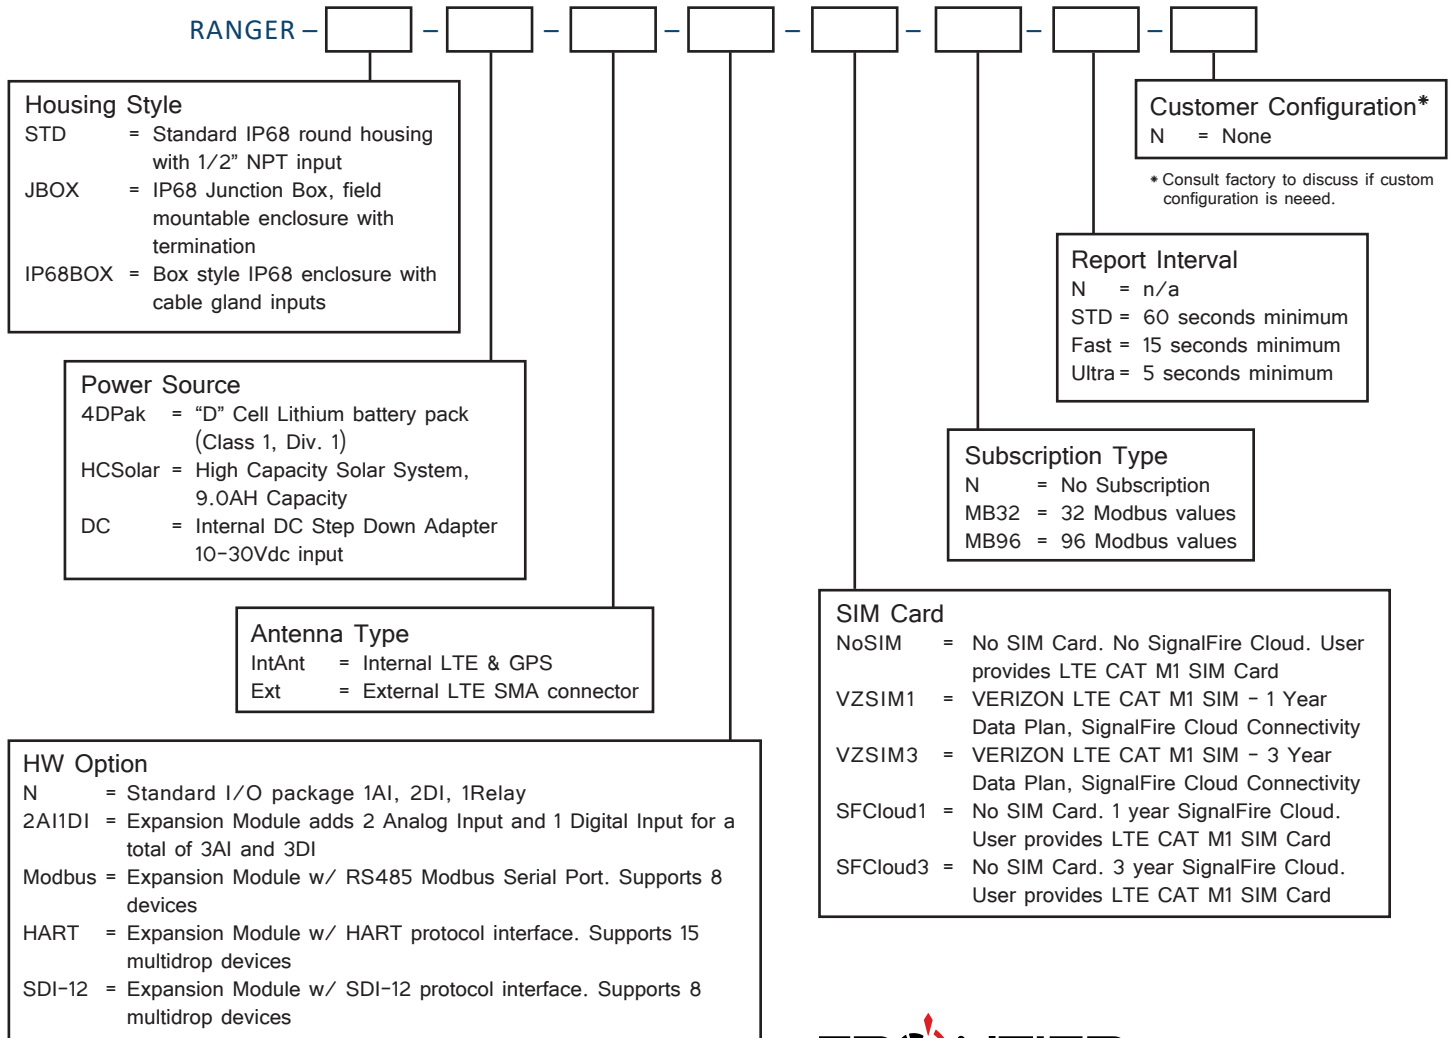 RANGER – – – – – – – –
Housing Style
STD = Standard IP68 round housing
with 1/2” NPT input
JBOX = IP68 Junction Box, field
mountable enclosure with
termination
IP68BOX = Box style IP68 enclosure with
cable gland inputs
Power Source
4DPak = “D” Cell Lithium battery pack
(Class 1, Div. 1)
HCSolar = High Capacity Solar System,
9.0AH Capacity
DC = Internal DC Step Down Adapter
10-30Vdc input
Antenna Type
IntAnt = Internal LTE & GPS
Ext = External LTE SMA connector
HW Option
N = Standard I/O package 1AI, 2DI, 1Relay
2AI1DI = Expansion Module adds 2 Analog Input and 1 Digital Input for a
total of 3AI and 3DI
Modbus = Expansion Module w/ RS485 Modbus Serial Port. Supports 8
devices
HART = Expansion Module w/ HART protocol interface. Supports 15
multidrop devices
SDI-12 = Expansion Module w/ SDI-12 protocol interface. Supports 8
multidrop devices
Customer Configuration*
N = None
* Consult factory to discuss if custom
configuration is neeed.
Report Interval
N = n/a
STD = 60 seconds minimum
Fast = 15 seconds minimum
Ultra = 5 seconds minimum
Subscription Type
N = No Subscription
MB32 = 32 Modbus values
MB96 = 96 Modbus values
SIM Card
NoSIM = No SIM Card. No SignalFire Cloud. User
provides LTE CAT M1 SIM Card
VZSIM1 = VERIZON LTE CAT M1 SIM - 1 Year
Data Plan, SignalFire Cloud Connectivity
VZSIM3 = VERIZON LTE CAT M1 SIM - 3 Year
Data Plan, SignalFire Cloud Connectivity
SFCloud1 = No SIM Card. 1 year SignalFire Cloud.
User provides LTE CAT M1 SIM Card
SFCloud3 = No SIM Card. 3 year SignalFire Cloud.
User provides LTE CAT M1 SIM Card